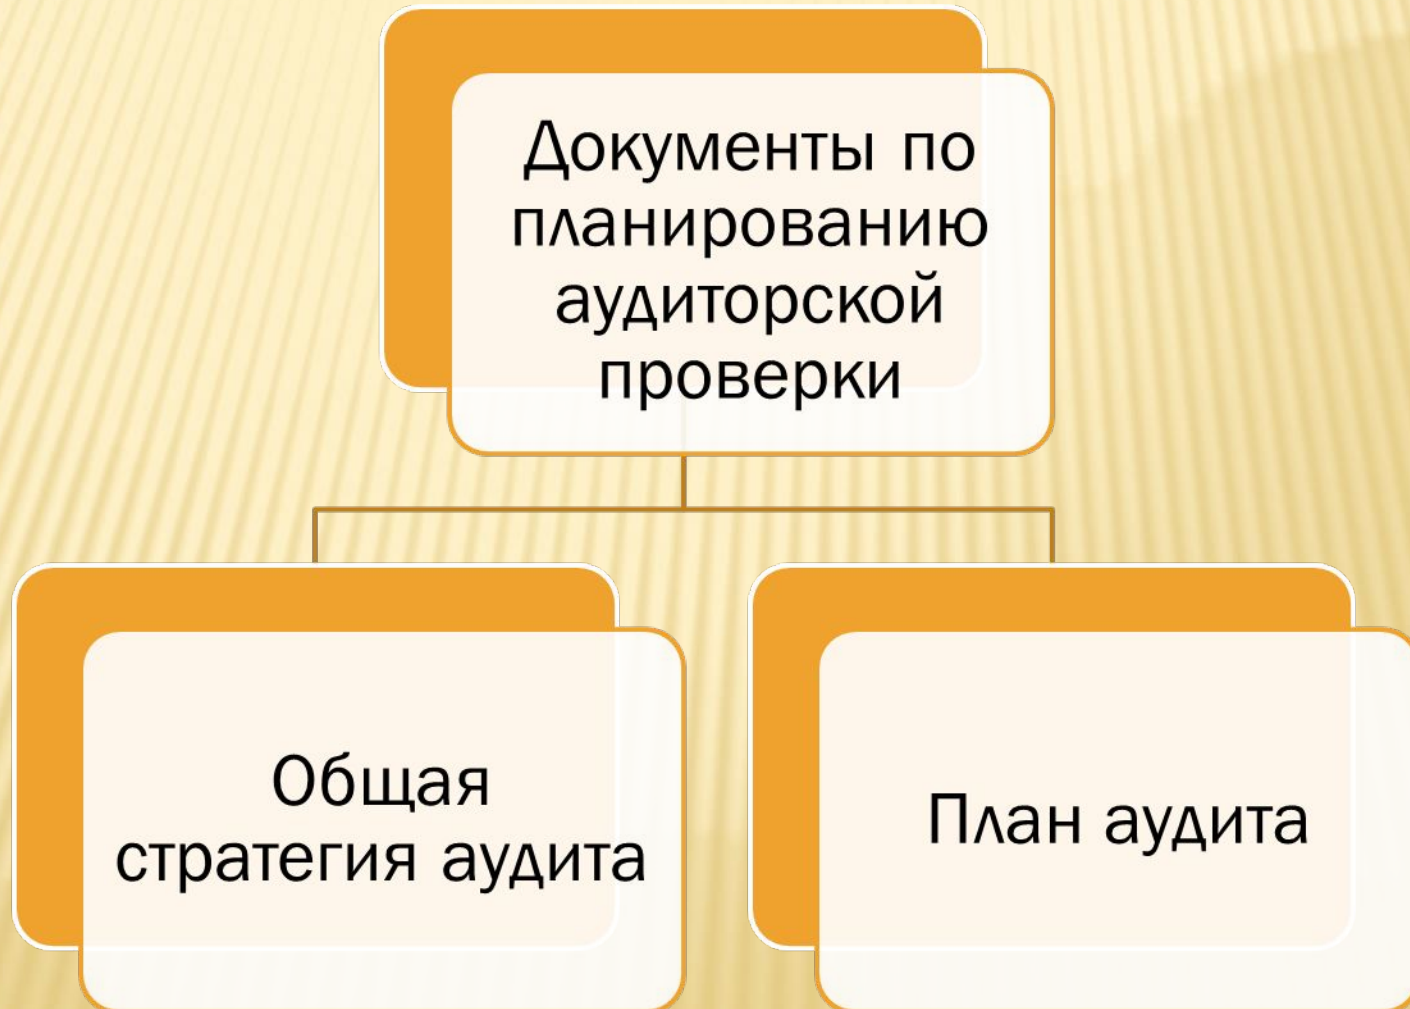 Документы по
планированию
аудиторской
проверки
Общая
стратегия аудита
План аудита